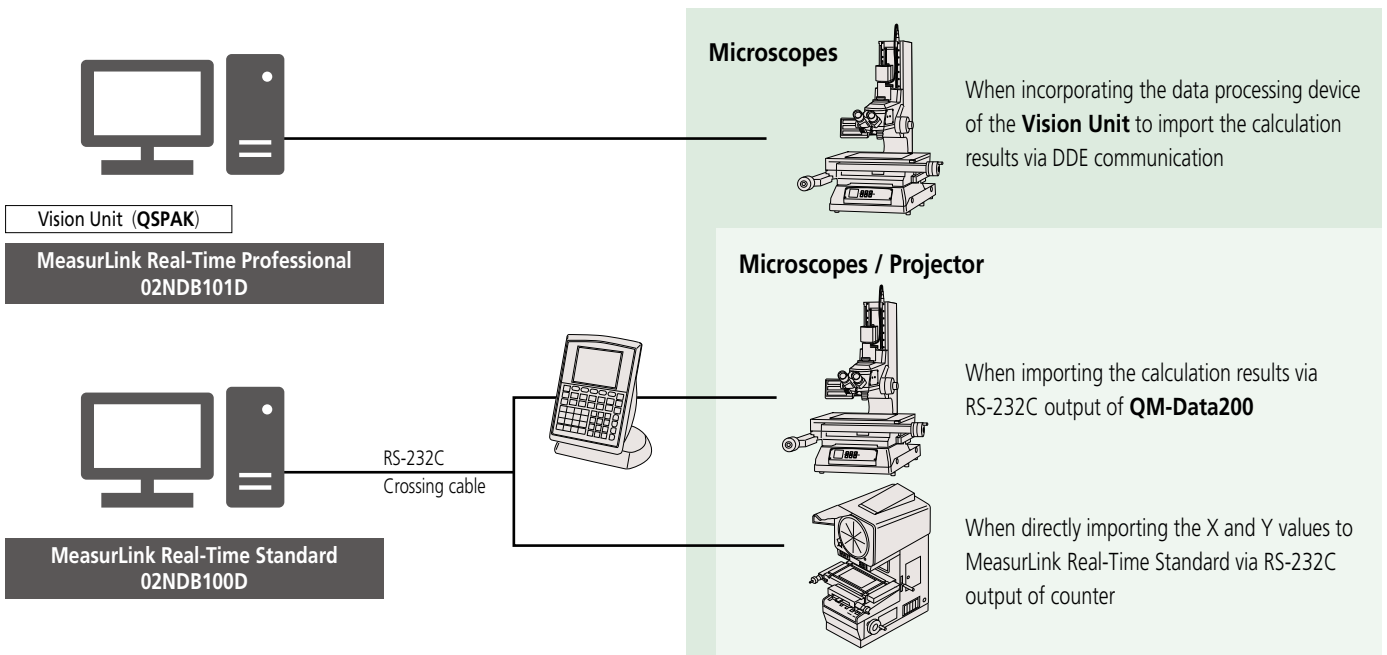 Microscopes
When incorporating the data processing device
of the Vision Unit to import the calculation
results via DDE communication
Vision Unit (QSPAK)
MeasurLink Real-Time Professional
02NDB101D
Microscopes / Projector
When importing the calculation results via
RS-232C output of QM-Data200
RS-232C
Crossing cable
MeasurLink Real-Time Standard
02NDB100D
When directly importing the X and Y values to
MeasurLink Real-Time Standard via RS-232C
output of counter